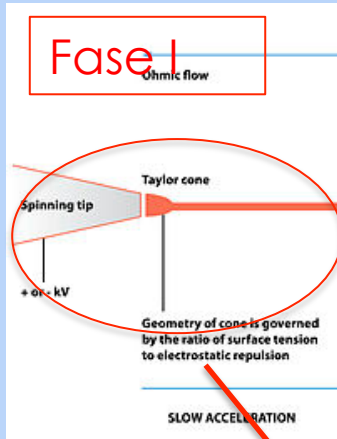 Fase I
Ohmic flow
Taylor cone
Spinning tip
+ or - kV
Geometry of cone is governed
by the ratio of surface tension
to electrostatic repulsion
SLOW ACCELERATION